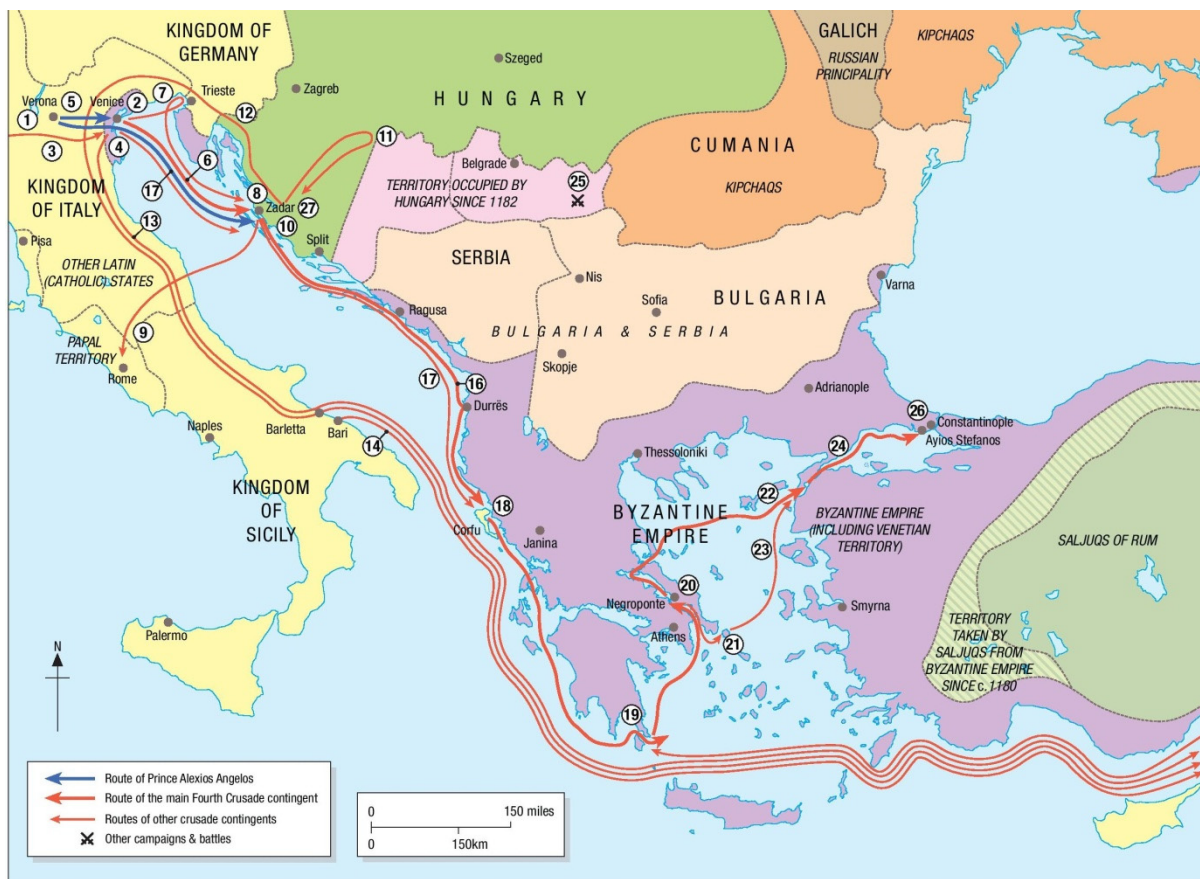 KINGDOM OF
GERMANY
GALICH
RUSSIAN
PRINCIPALITY
KIPCHAQS
Szeged
Zagreb
HUNGARY
Trieste
Verona
Venice
1
5
2
7
12
3
4
6
11
CUMANIA
KIPCHAQS
Belgrade
25
TERRITORY OCCUPIED BY
HUNGARY SINCE 1182
KINGDOM
OF ITALY
17
8
Zadar
27
10
13
Split
Pisa
OTHER LATIN
(CATHOLIC) STATES
SERBIA
Nis
BULGARIA
Varna
Sofia
Ragusa
BULGARIA & SERBIA
9
PAPAL
TERRITORY
Rome
Skopje
17
16
Durrës
Adrianople
26
Constantinople
Ayios Stefanos
Naples
Barletta
Bari
14
Thessoloniki
24
KINGDOM
OF
SICILY
18
Corfu
Janina
22
BYZANTINE
EMPIRE
BYZANTINE EMPIRE
(INCLUDING VENETIAN
TERRITORY)
23
SALJUQS OF RUM
20
Negroponte
Smyrna
Palermo
Athens
21
TERRITORY
TAKEN BY
SALJUQS FROM
BYZANTINE EMPIRE
SINCE c.1180
N
19
Route of Prince Alexios Angelos
Route of the main Fourth Crusade contingent
Routes of other crusade contingents
Other campaigns & battles
0
150 miles
0
150km